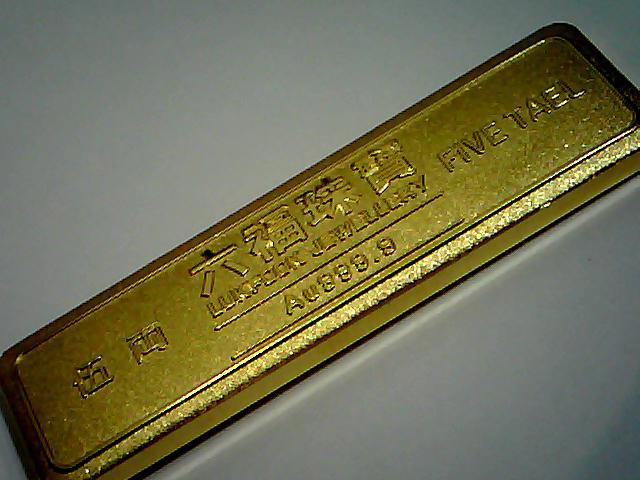 伍 両
六福珠寶
LUKFOOK JEWELLERY
Au999.9
FIVE TAEL